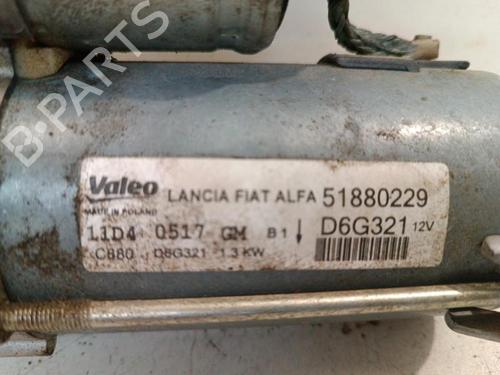 B-PARTS
Valeo LANCIA FIAT ALFA 51880229
MADE IN POLAND D6G321 12V
11D4 0517 GM B1
C880 D6G321 1.3 KW